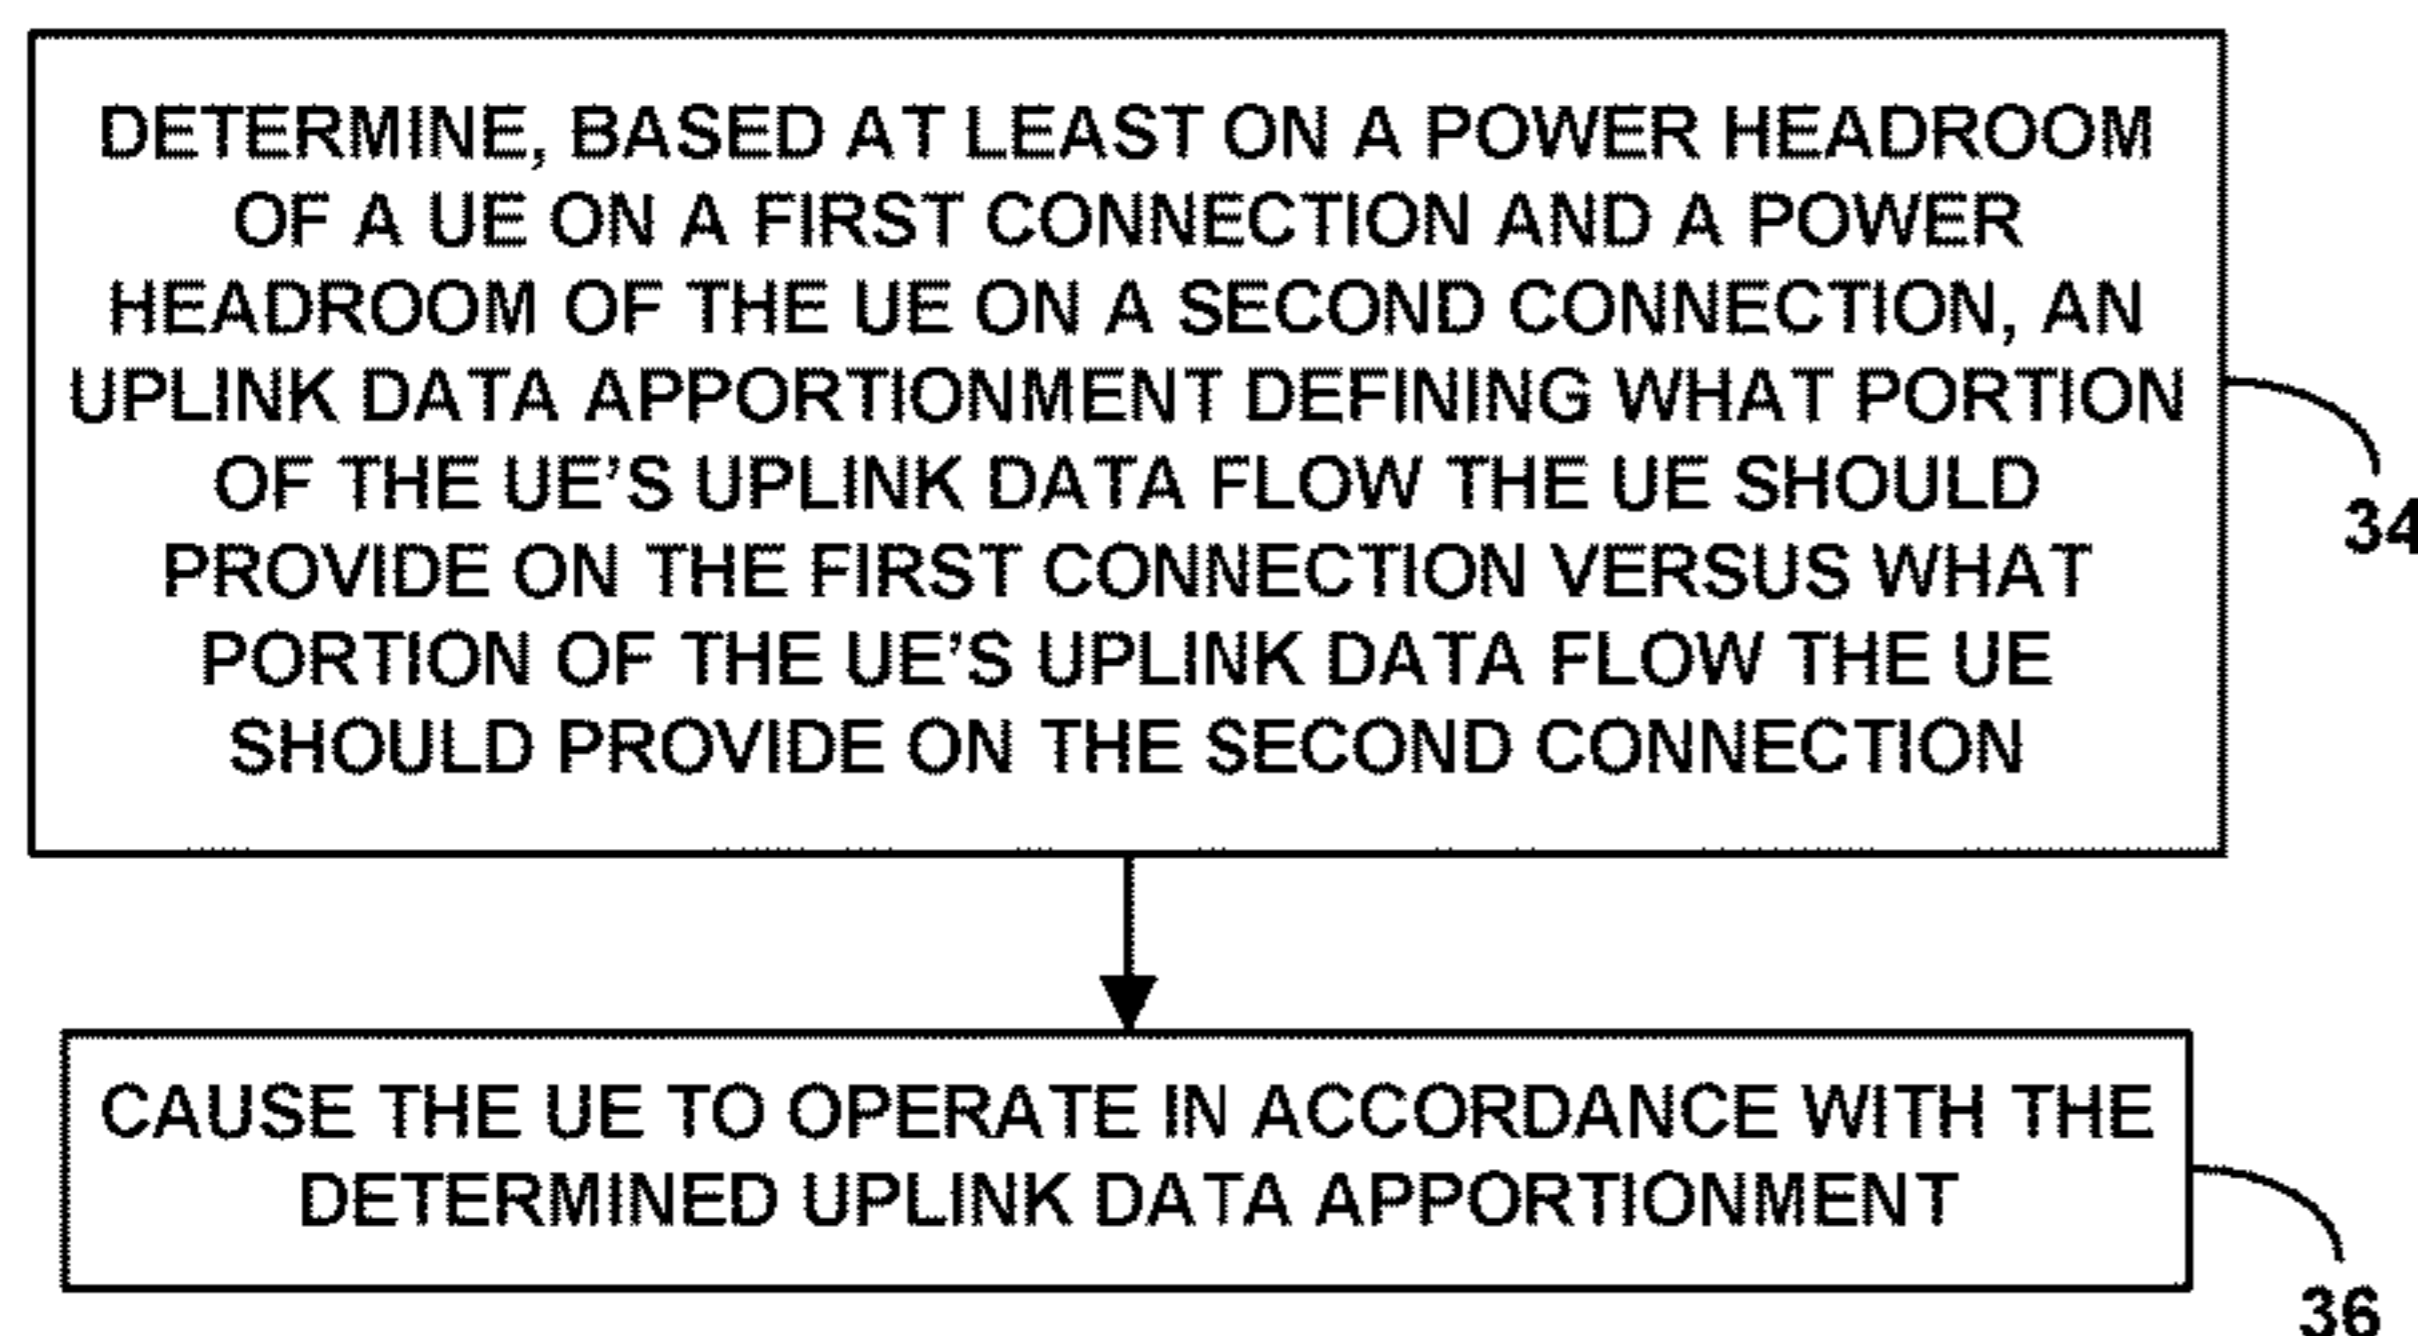 DETERMINE, BASED AT LEAST ON A POWER HEADROOM
OF A UE ON A FIRST CONNECTION AND A POWER
HEADROOM OF THE UE ON A SECOND CONNECTION, AN
UPLINK DATA APPORTIONMENT DEFINING WHAT PORTION
OF THE UE’S UPLINK DATA FLOW THE UE SHOULD
PROVIDE ON THE FIRST CONNECTION VERSUS WHAT
PORTION OF THE UE’S UPLINK DATA FLOW THE UE
SHOULD PROVIDE ON THE SECOND CONNECTION
34
CAUSE THE UE TO OPERATE IN ACCORDANCE WITH THE
DETERMINED UPLINK DATA APPORTIONMENT
36